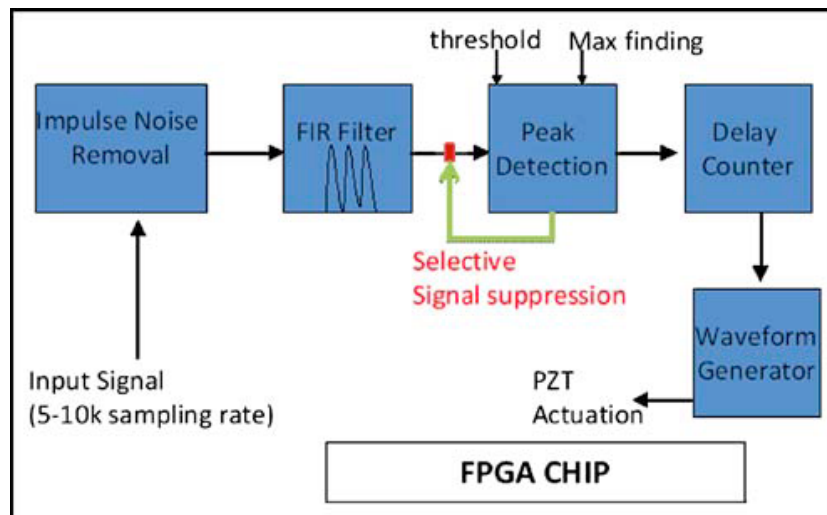 threshold
Max finding
Impulse Noise
Removal
FIR Filter
Peak
Detection
Delay
Counter
Selective
Signal suppression
Waveform
Generator
Input Signal
(5-10k sampling rate)
PZT
Actuation
FPGA CHIP